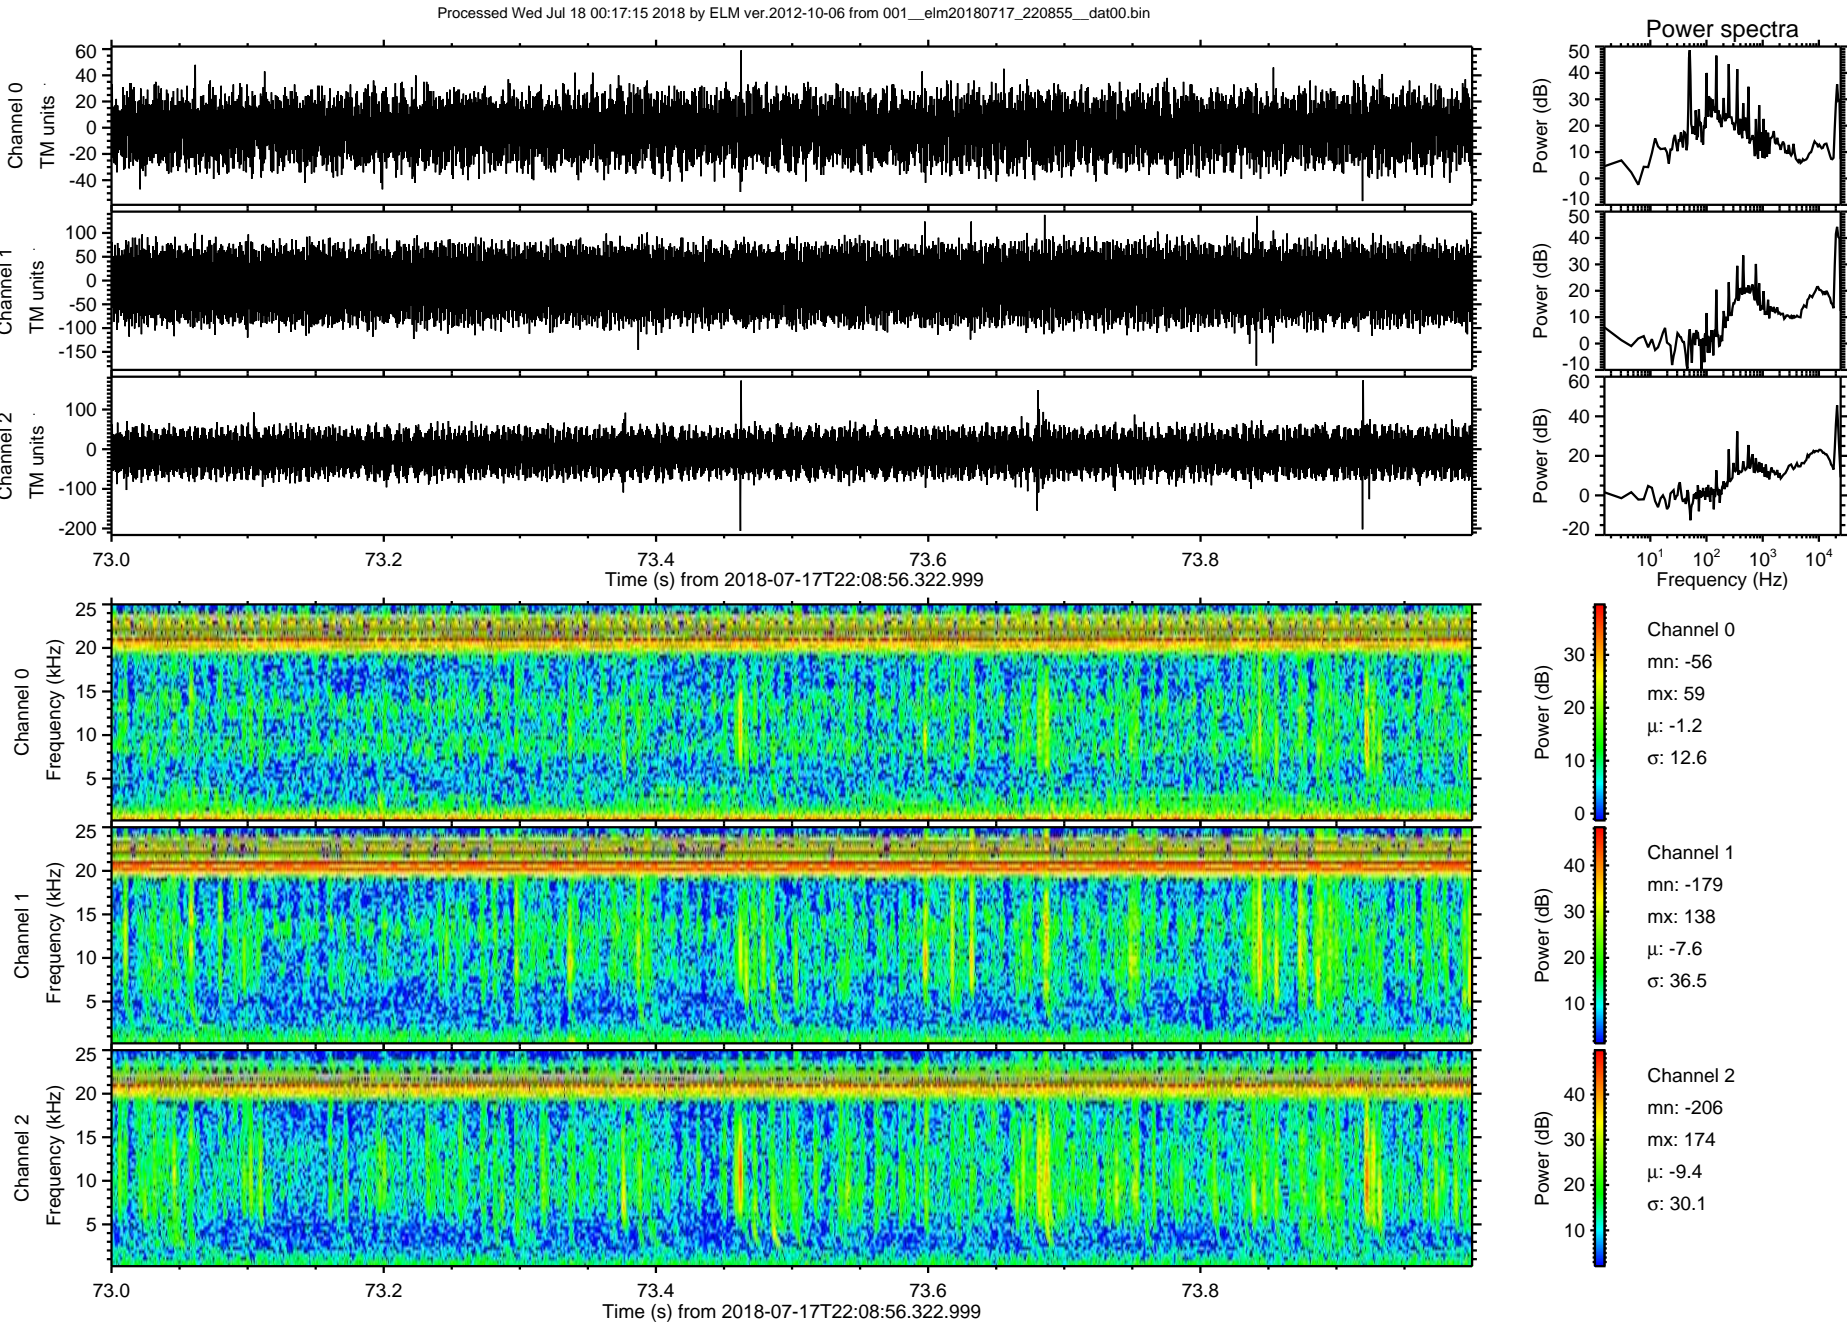 Processed Wed Jul 18 00:17:15 2018 by ELM ver.2012-10-06 from 001__elm20180717_220855__dat00.bin
Power spectra
Channel 0
TM units
60
40
20
0
-20
-40
Power (dB)
50
40
30
20
10
0
-10
Channel 1
TM units
100
50
0
-50
-100
-150
Power (dB)
50
40
30
20
10
0
-10
Channel 2
TM units
100
0
-100
-200
Power (dB)
60
40
20
0
-20
73.0 73.2 73.4 73.6 73.8
Time (s) from 2018-07-17T22:08:56.322.999
10^1 10^2 10^3 10^4
Frequency (Hz)
Channel 0
Frequency (kHz)
25
20
15
10
5
Power (dB)
30
20
10
0
Channel 0
mn: -56
mx: 59
μ: -1.2
σ: 12.6
Channel 1
Frequency (kHz)
25
20
15
10
5
Power (dB)
40
30
20
10
Channel 1
mn: -179
mx: 138
μ: -7.6
σ: 36.5
Channel 2
Frequency (kHz)
25
20
15
10
5
Power (dB)
40
30
20
10
Channel 2
mn: -206
mx: 174
μ: -9.4
σ: 30.1
73.0 73.2 73.4 73.6 73.8
Time (s) from 2018-07-17T22:08:56.322.999